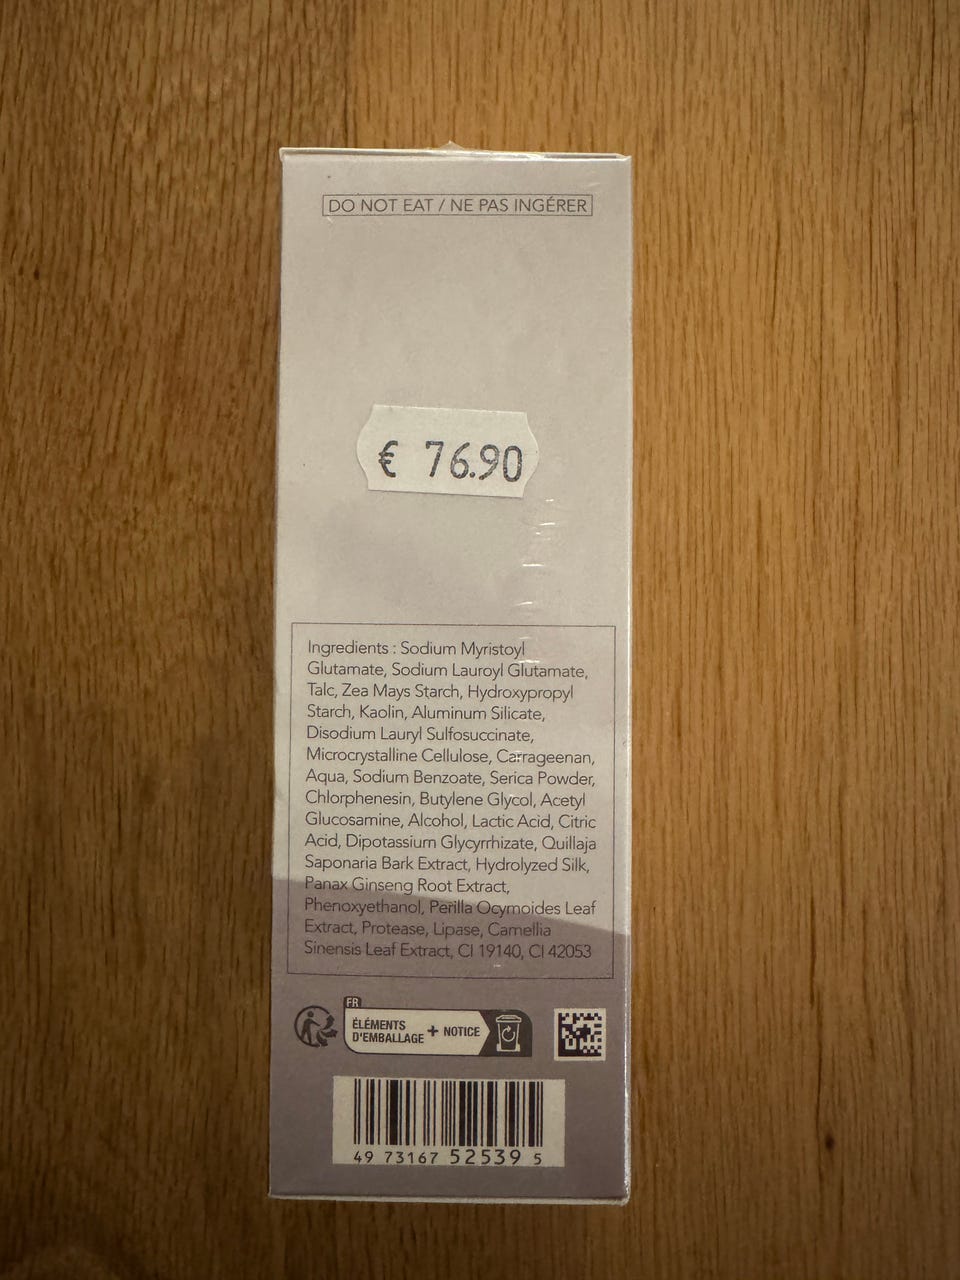 DO NOT EAT / NE PAS INGÉRER
€ 76.90
Ingredients : Sodium Myristoyl
Glutamate, Sodium Lauroyl Glutamate,
Talc, Zea Mays Starch, Hydroxypropyl
Starch, Kaolin, Aluminum Silicate,
Disodium Lauryl Sulfosuccinate,
Microcrystalline Cellulose, Carrageenan,
Aqua, Sodium Benzoate, Serica Powder,
Chlorphenesin, Butylene Glycol, Acetyl
Glucosamine, Alcohol, Lactic Acid, Citric
Acid, Dipotassium Glycyrrhizate, Quillaja
Saponaria Bark Extract, Hydrolyzed Silk,
Panax Ginseng Root Extract,
Phenoxyethanol, Perilla Ocymoides Leaf
Extract, Protease, Lipase, Camellia
Sinensis Leaf Extract, CI 19140, CI 42053
FR
ÉLÉMENTS
D'EMBALLAGE + NOTICE
49 73167 52539 5